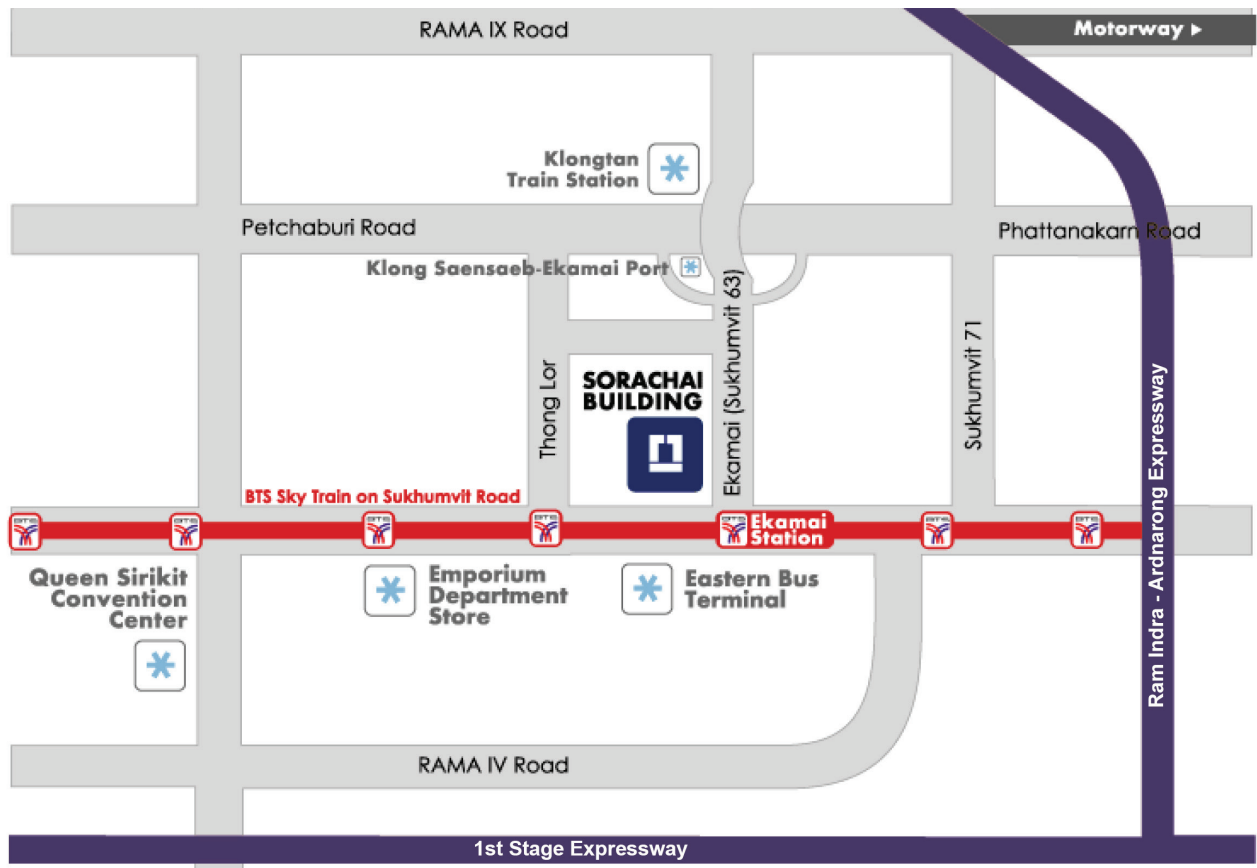 RAMA IX Road
Motorway ▸
Klongtan
Train Station
Petchaburi Road
Phattanakarn Road
Klong Saensaeb-Ekamai Port
Thong Lor
SORACHAI
BUILDING
Ekamai (Sukhumvit 63)
Sukhumvit 71
Ram Indra - Ardnarong Expressway
BTS Sky Train on Sukhumvit Road
BTS
BTS
BTS
BTS
BTS
Ekamai
Station
BTS
BTS
Queen Sirikit
Convention
Center
Emporium
Department
Store
Eastern Bus
Terminal
RAMA IV Road
1st Stage Expressway